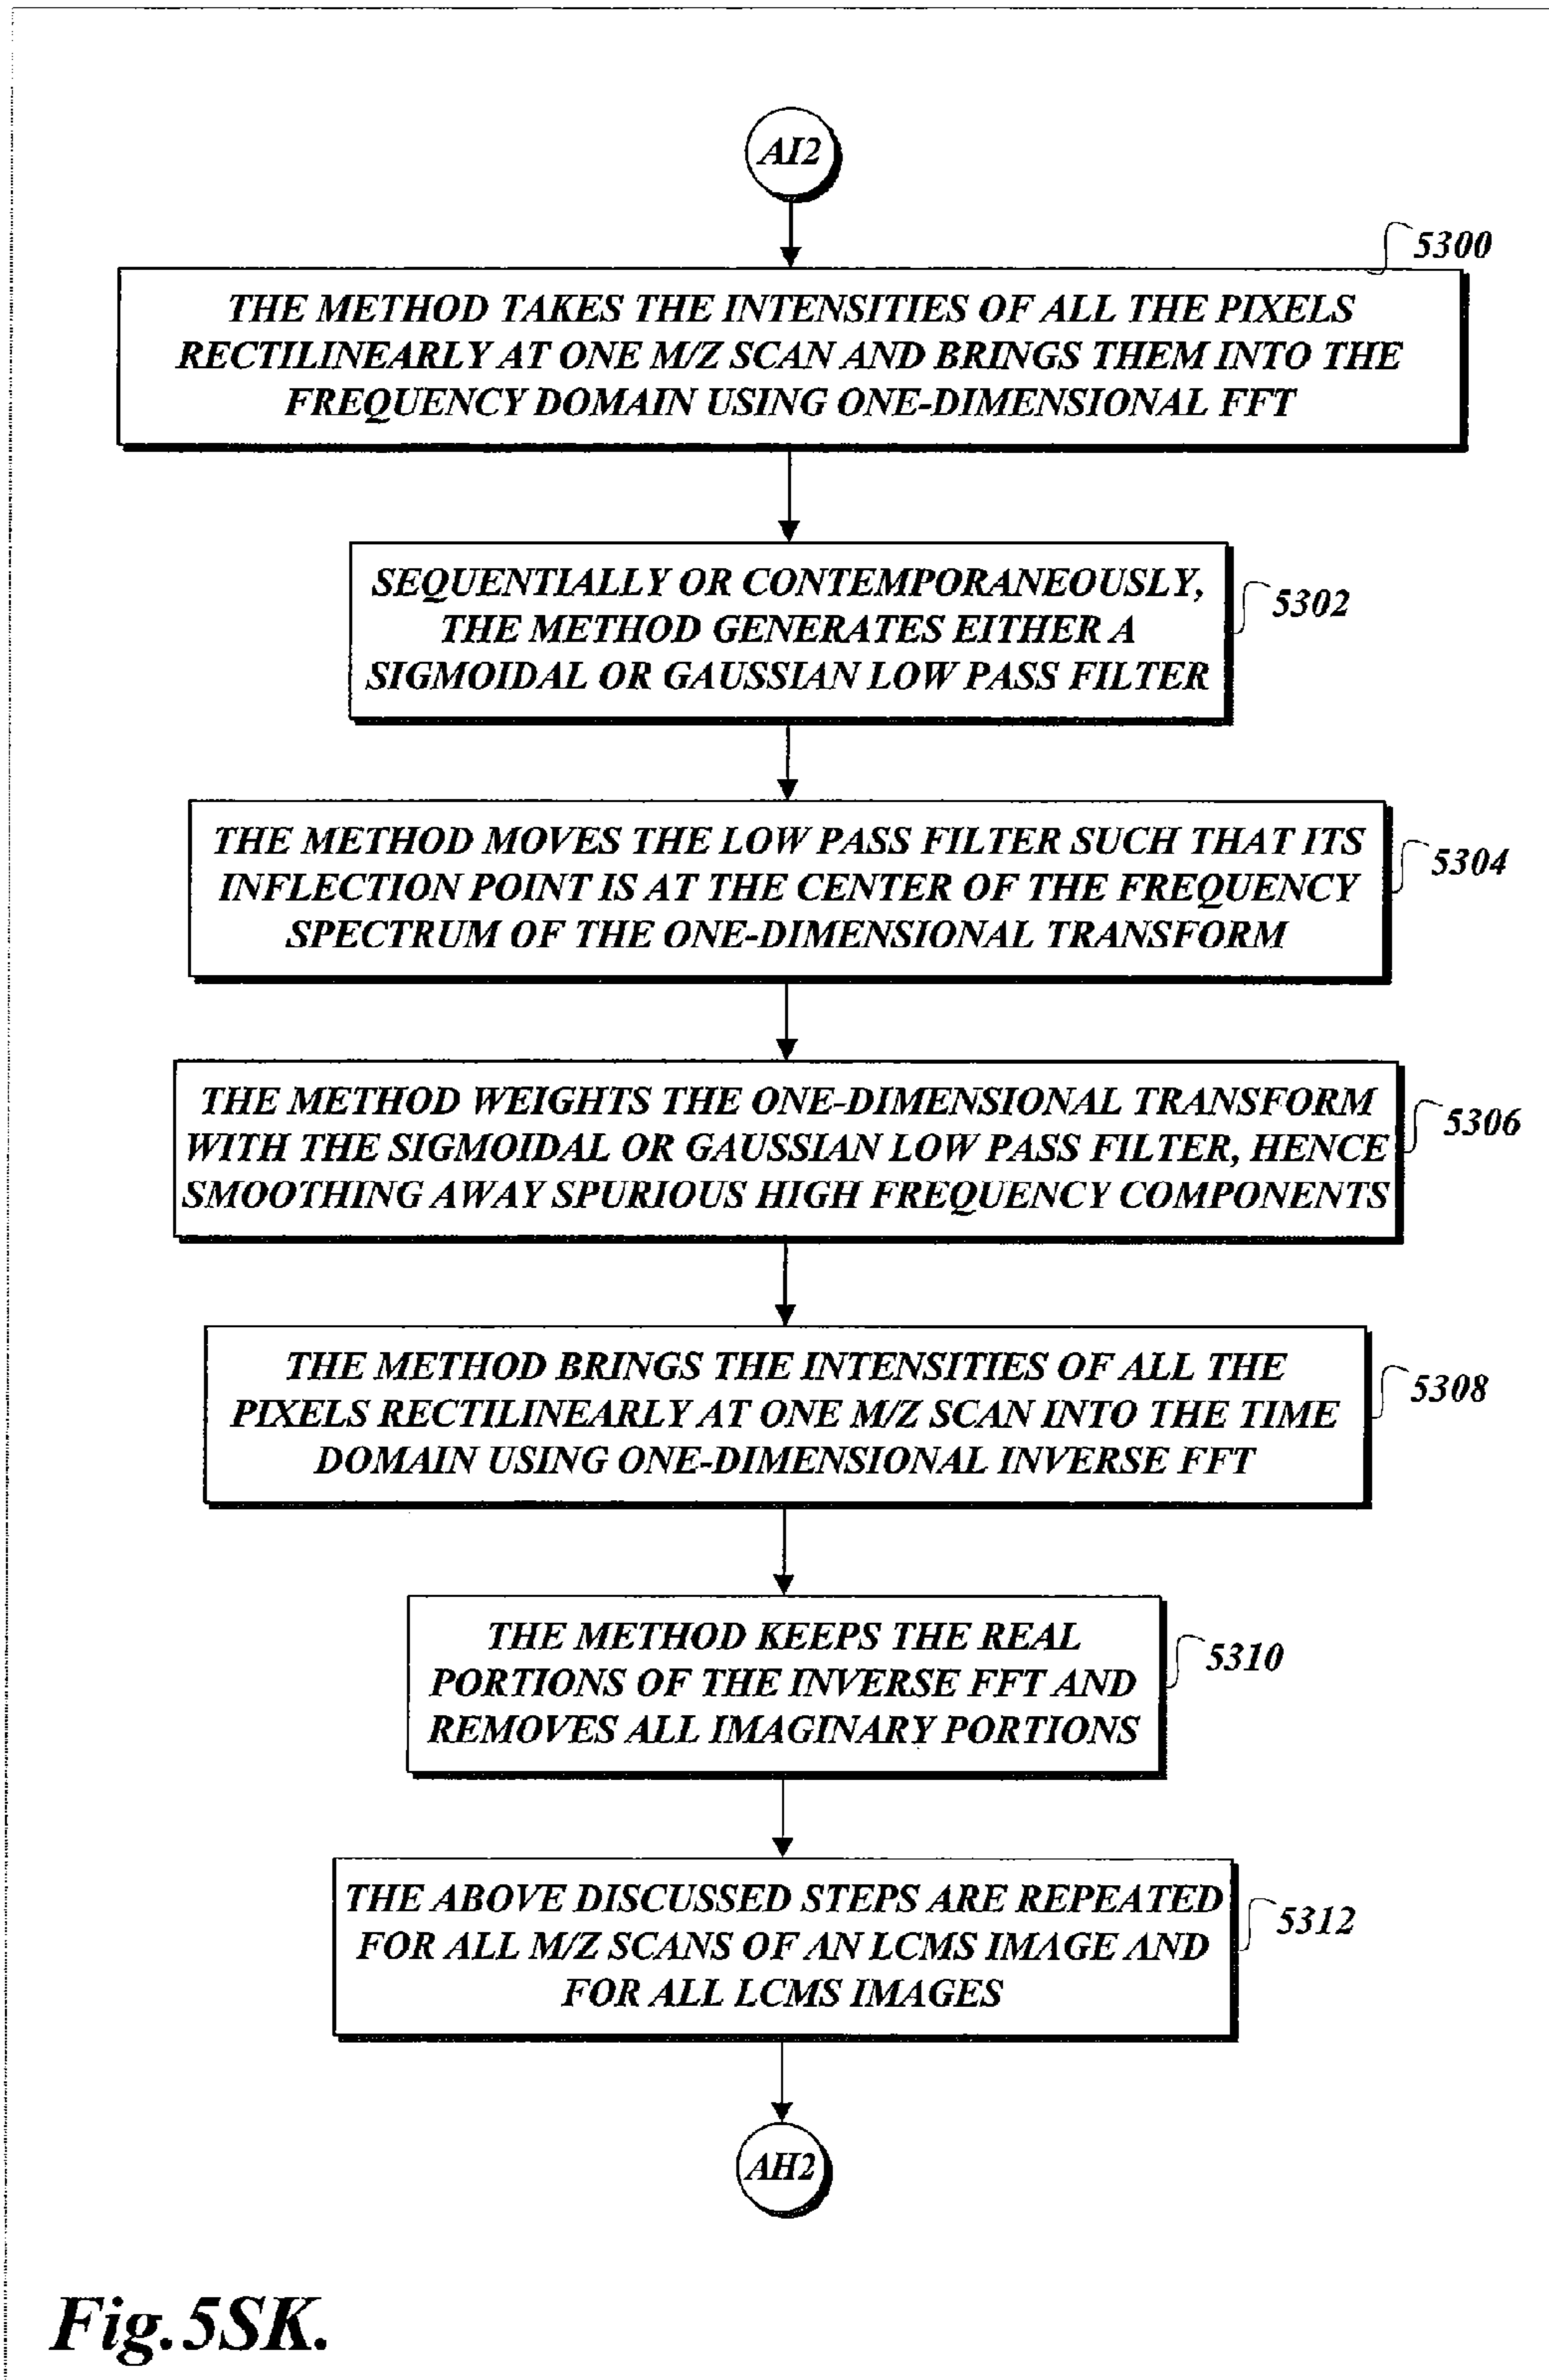 AI2
5300
THE METHOD TAKES THE INTENSITIES OF ALL THE PIXELS
RECTILINEARLY AT ONE M/Z SCAN AND BRINGS THEM INTO THE
FREQUENCY DOMAIN USING ONE-DIMENSIONAL FFT
SEQUENTIALLY OR CONTEMPORANEOUSLY,
THE METHOD GENERATES EITHER A
SIGMOIDAL OR GAUSSIAN LOW PASS FILTER
5302
THE METHOD MOVES THE LOW PASS FILTER SUCH THAT ITS
INFLECTION POINT IS AT THE CENTER OF THE FREQUENCY
SPECTRUM OF THE ONE-DIMENSIONAL TRANSFORM
5304
THE METHOD WEIGHTS THE ONE-DIMENSIONAL TRANSFORM
WITH THE SIGMOIDAL OR GAUSSIAN LOW PASS FILTER, HENCE
SMOOTHING AWAY SPURIOUS HIGH FREQUENCY COMPONENTS
5306
THE METHOD BRINGS THE INTENSITIES OF ALL THE
PIXELS RECTILINEARLY AT ONE M/Z SCAN INTO THE TIME
DOMAIN USING ONE-DIMENSIONAL INVERSE FFT
5308
THE METHOD KEEPS THE REAL
PORTIONS OF THE INVERSE FFT AND
REMOVES ALL IMAGINARY PORTIONS
5310
THE ABOVE DISCUSSED STEPS ARE REPEATED
FOR ALL M/Z SCANS OF AN LCMS IMAGE AND
FOR ALL LCMS IMAGES
5312
AH2
Fig.5SK.